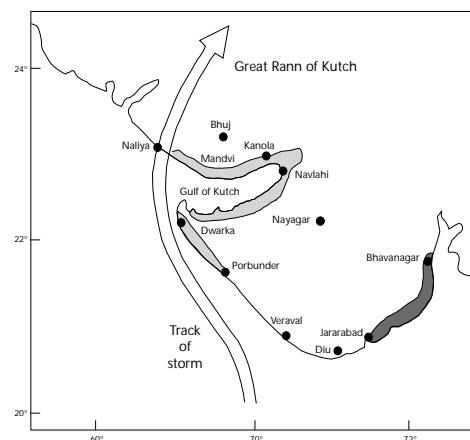 24°
Great Rann of Kutch
Bhuj
Naliya
Kanola
Mandvi
Navlahi
Gulf of Kutch
22°
Dwarka
Nayagar
Bhavanagar
Porbunder
Track
of
storm
Veraval
Jararabad
Diu
20°
60°
70°
72°